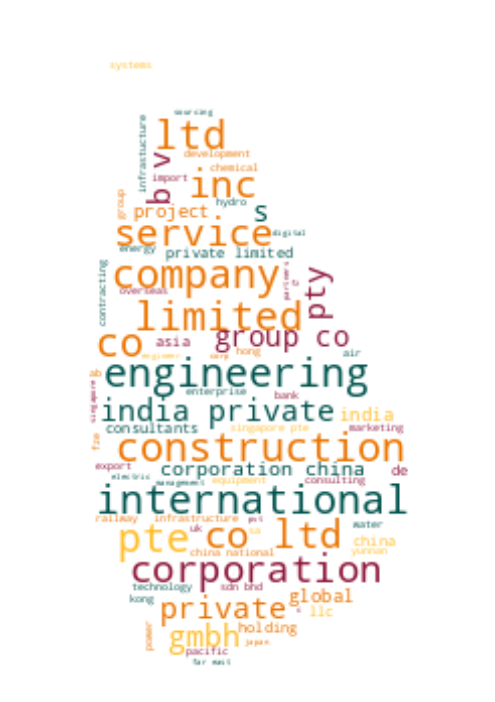 systems
sourcing
ltd
infrastucture
development
b v
chemical
import
inc
group
hydro
project
s
service
digital
energy
private limited
company
contracting
overseas
partners
pty
limited
group co
co
asia
hong
air
engineering
enterprise
bank
singapore
india private
india
consultants
singapore pte
marketing
fze
construction
export
corporation china
de
electric
management
equipment
consulting
international
railway
infrastructure
uk
water
pte
co ltd
china
china national
yunnan
corporation
technology
sdn bhd
kong
global
private
llc
power
gmbh
holding
japan
pacific
far east